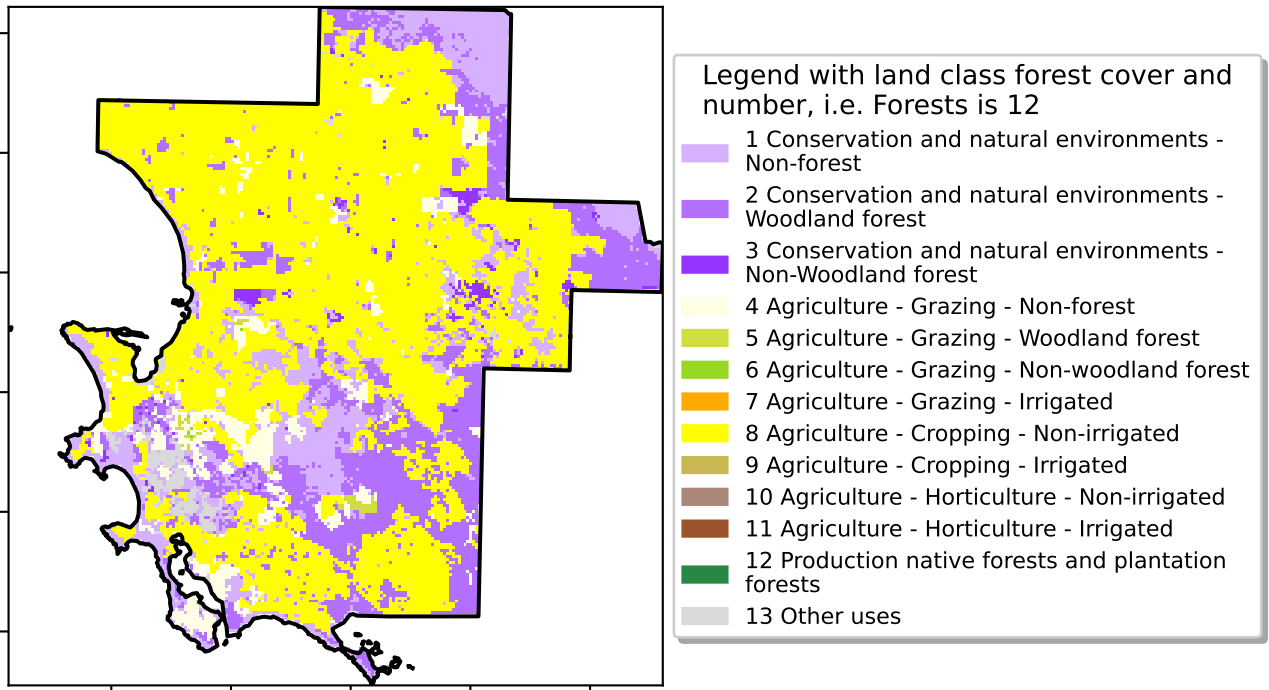 Legend with land class forest cover and
number, i.e. Forests is 12
1 Conservation and natural environments -
Non-forest
2 Conservation and natural environments -
Woodland forest
3 Conservation and natural environments -
Non-Woodland forest
4 Agriculture - Grazing - Non-forest
5 Agriculture - Grazing - Woodland forest
6 Agriculture - Grazing - Non-woodland forest
7 Agriculture - Grazing - Irrigated
8 Agriculture - Cropping - Non-irrigated
9 Agriculture - Cropping - Irrigated
10 Agriculture - Horticulture - Non-irrigated
11 Agriculture - Horticulture - Irrigated
12 Production native forests and plantation
forests
13 Other uses